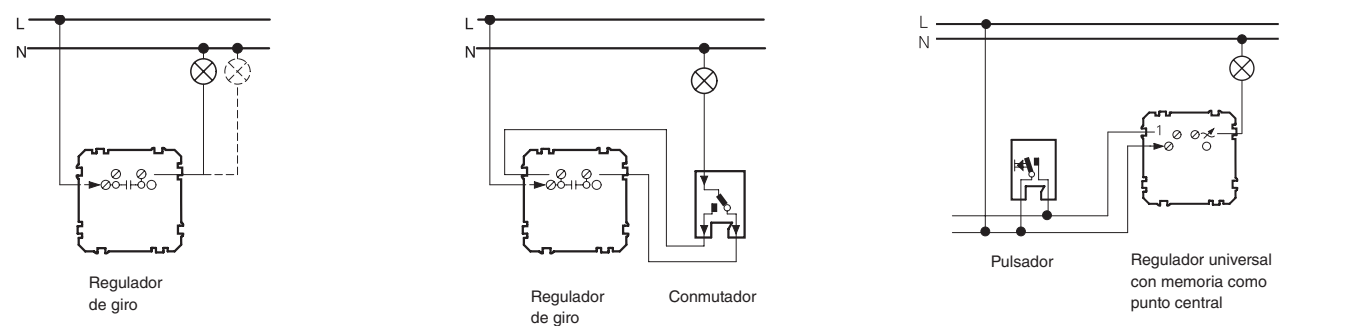 L
N
Regulador
de giro
L
N
Regulador
de giro
Conmutador
L
N
1
Pulsador
Regulador universal
con memoria como
punto central